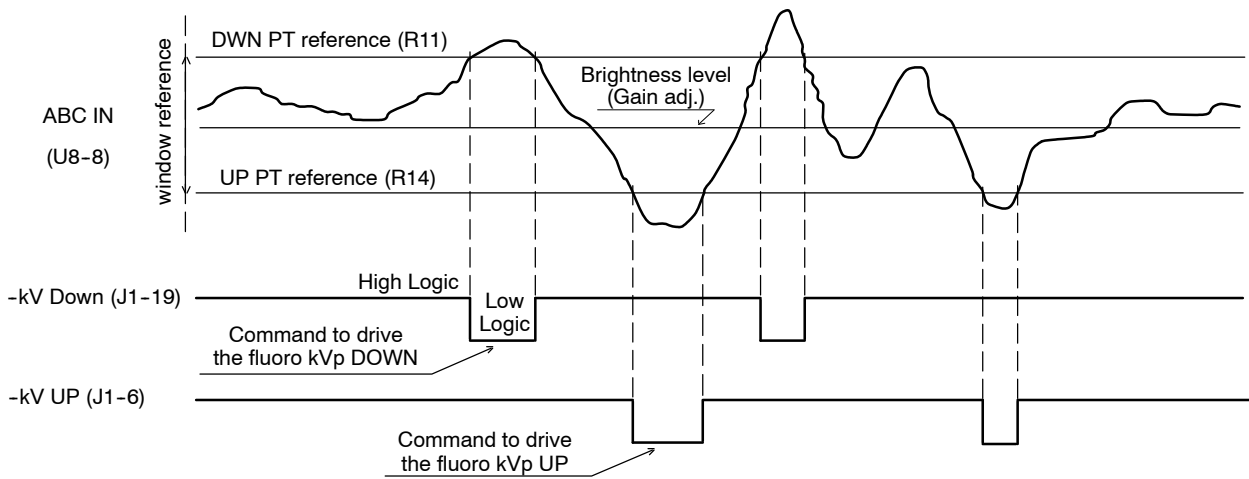 DWN PT reference (R11)
window reference
Brightness level
(Gain adj.)
ABC IN
(U8-8)
UP PT reference (R14)
High Logic
-kV Down (J1-19)
Low
Logic
Command to drive
the fluoro kVp DOWN
-kV UP (J1-6)
Command to drive
the fluoro kVp UP